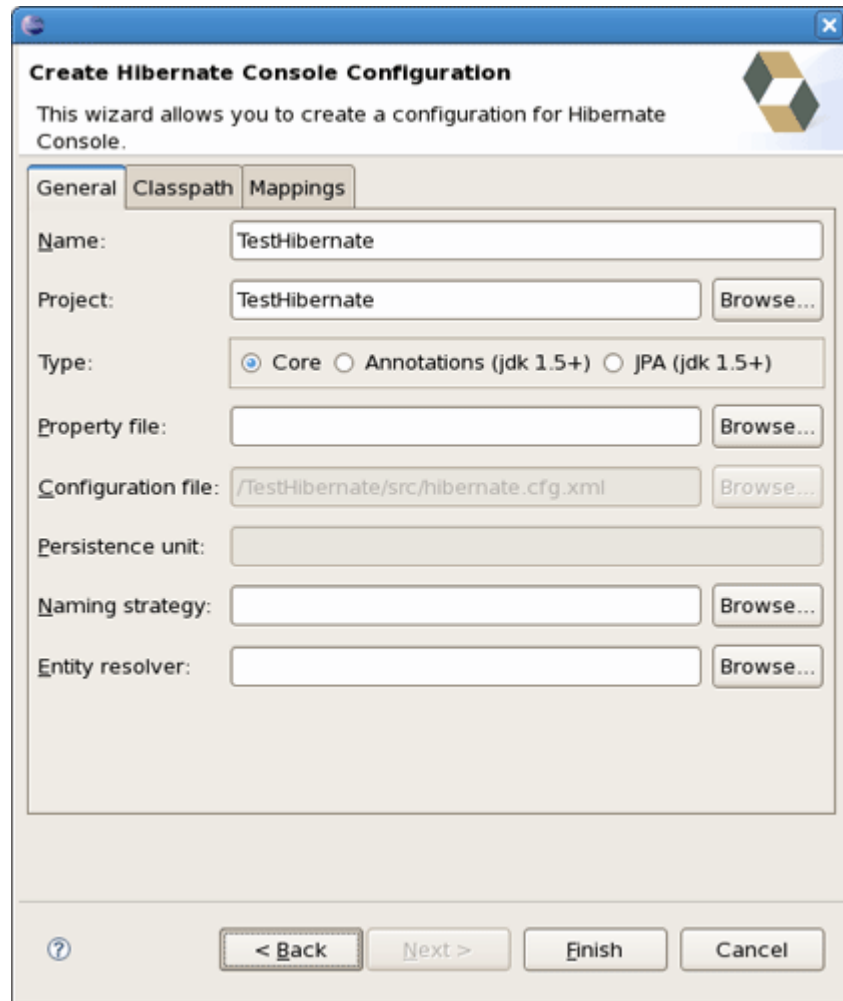 Create Hibernate Console Configuration
This wizard allows you to create a configuration for Hibernate
Console.
General Classpath Mappings
Name: TestHibernate
Project: TestHibernate Browse...
Type: Core Annotations (jdk 1.5+) JPA (jdk 1.5+)
Property file: Browse...
Configuration file: /TestHibernate/src/hibernate.cfg.xml Browse...
Persistence unit:
Naming strategy: Browse...
Entity resolver: Browse...
? < Back Next > Finish Cancel